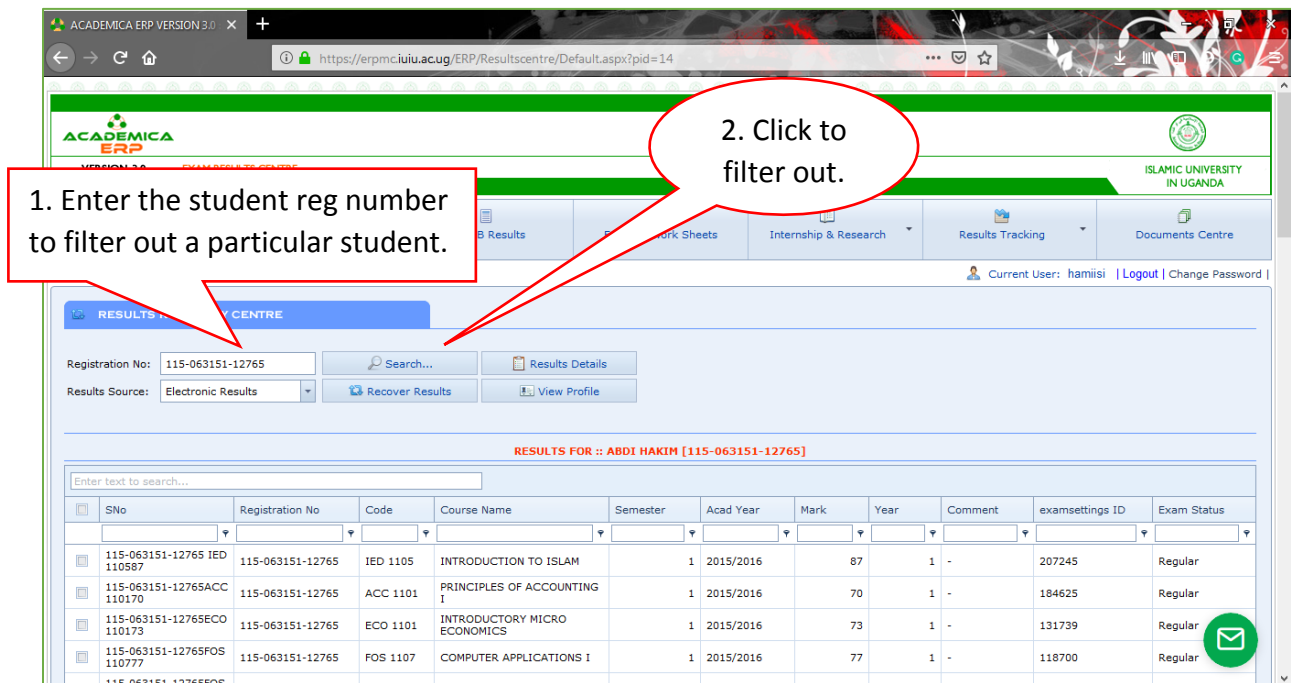 ACADEMICA ERP VERSION 3.0
https://erpmc.iuiu.ac.ug/ERP/Resultscentre/Default.aspx?pid=14
ACADEMICA
ERP
ISLAMIC UNIVERSITY
IN UGANDA
1. Enter the student reg number
to filter out a particular student.
2. Click to
filter out.
Results
Sheets
Internship & Research
Results Tracking
Documents Centre
Current User: hamiisi | Logout | Change Password |
RESULTS
CENTRE
Registration No: 115-063151-12765 Search... Results Details
Results Source: Electronic Results Recover Results View Profile
RESULTS FOR :: ABDI HAKIM [115-063151-12765]
Enter text to search...
SNo Registration No Code Course Name Semester Acad Year Mark Year Comment examsettings ID Exam Status
115-063151-12765 IED
110587 115-063151-12765 IED 1105 INTRODUCTION TO ISLAM 1 2015/2016 87 1 - 207245 Regular
115-063151-12765ACC
110170 115-063151-12765 ACC 1101 PRINCIPLES OF ACCOUNTING
I 1 2015/2016 70 1 - 184625 Regular
115-063151-12765ECO
110173 115-063151-12765 ECO 1101 INTRODUCTORY MICRO
ECONOMICS 1 2015/2016 73 1 - 131739 Regular
115-063151-12765FOS
110777 115-063151-12765 FOS 1107 COMPUTER APPLICATIONS I 1 2015/2016 77 1 - 118700 Regular